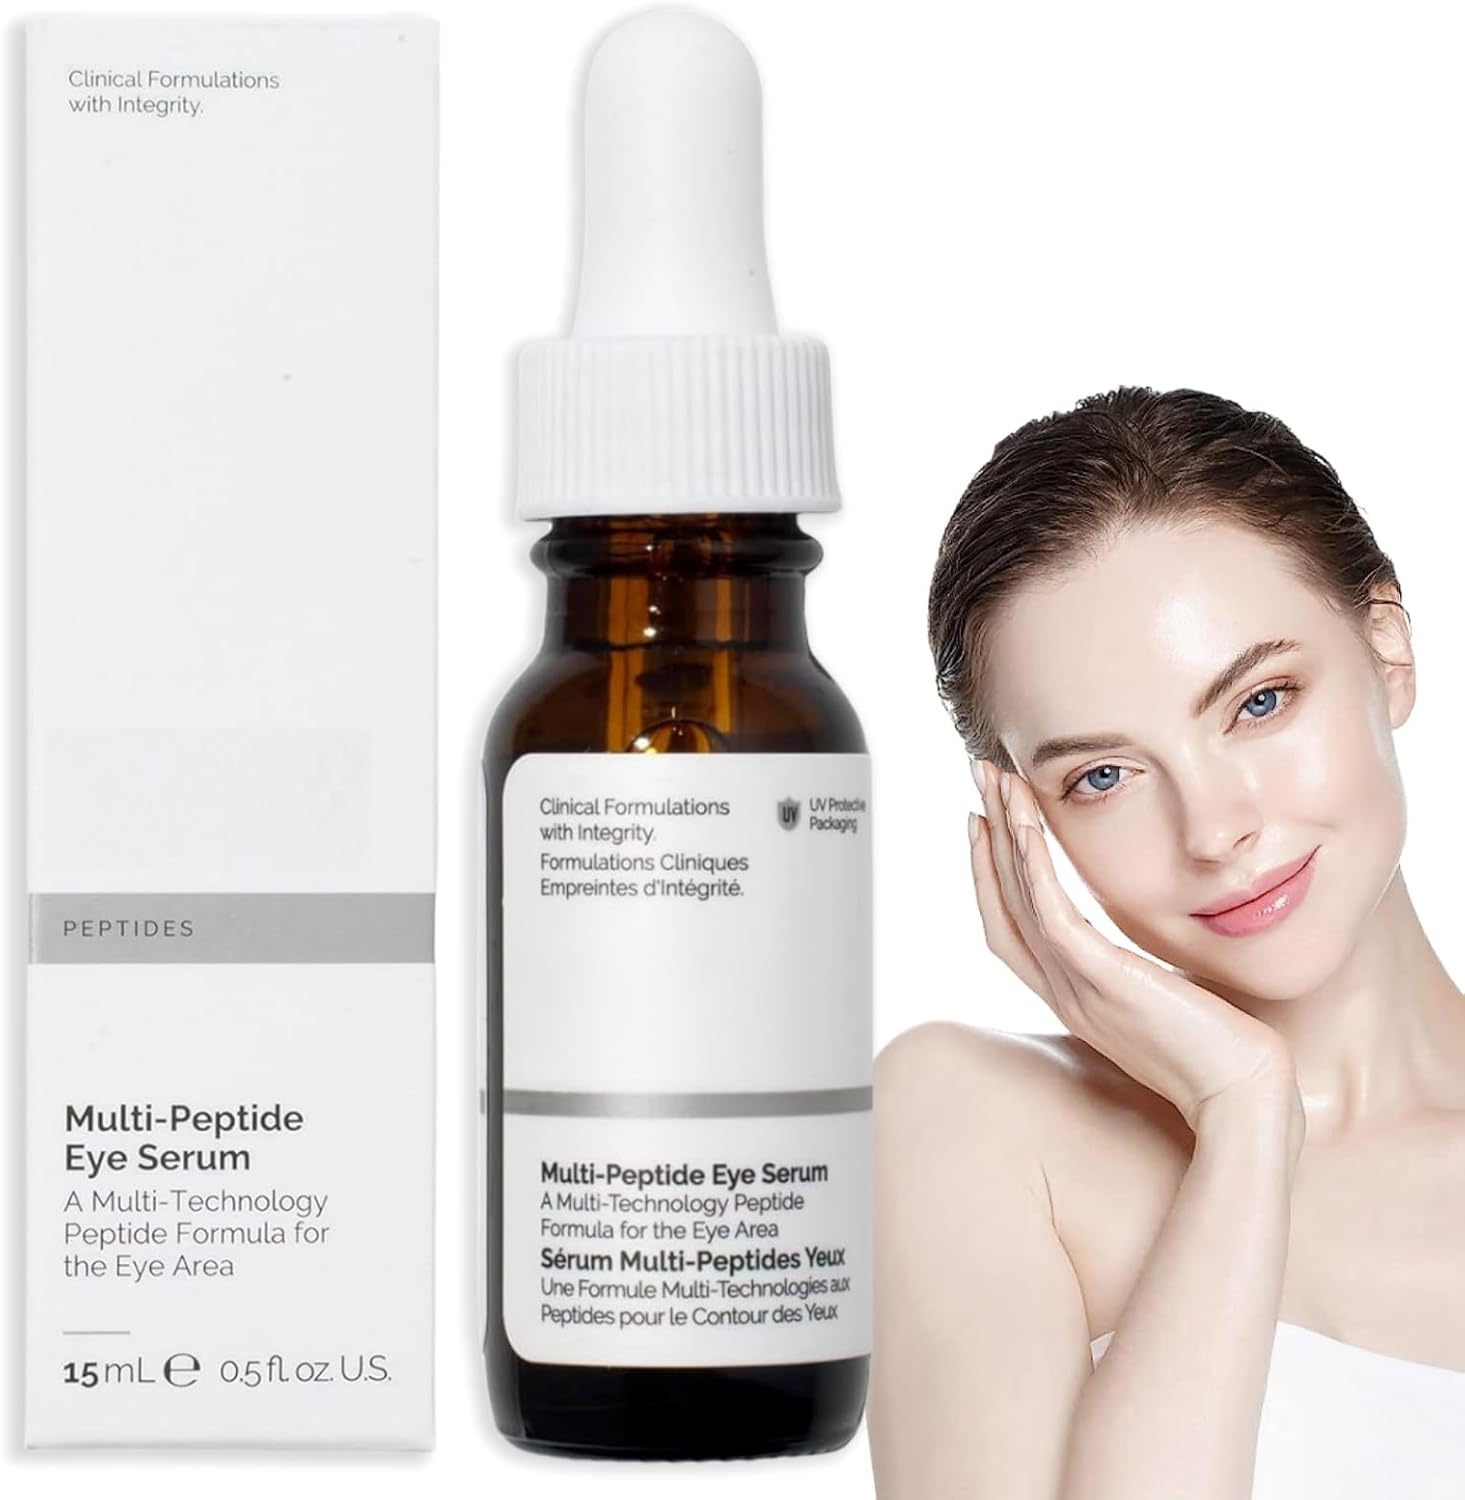 Clinical Formulations
with Integrity.
PEPTIDES
Multi-Peptide
Eye Serum
A Multi-Technology
Peptide Formula for
the Eye Area
15 mL e 0.5 fl. oz. U.S.
Clinical Formulations
with Integrity.
Formulations Cliniques
Empreintes d'Intégrité.
UV
UV Protective
Packaging
Multi-Peptide Eye Serum
A Multi-Technology Peptide
Formula for the Eye Area
Sérum Multi-Peptides Yeux
Une Formule Multi-Technologies aux
Peptides pour le Contour des Yeux